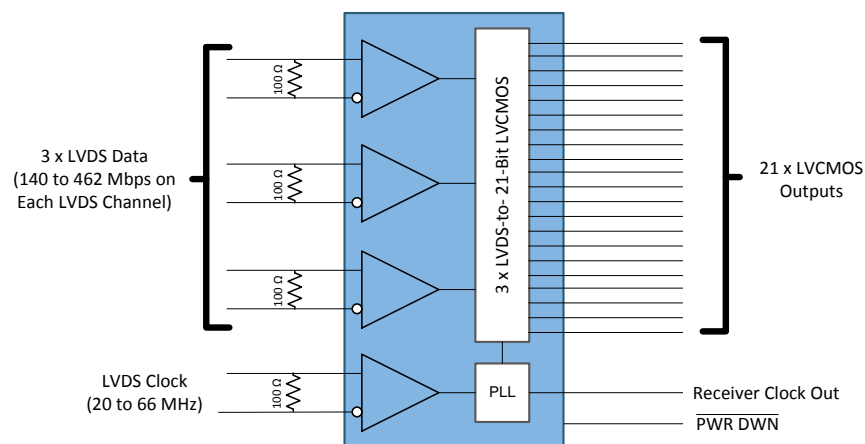 100 Ω
100 Ω
100 Ω
100 Ω
3 x LVDS Data
(140 to 462 Mbps on
Each LVDS Channel)
LVDS Clock
(20 to 66 MHz)
3 x LVDS-to- 21-Bit LVCMOS
PLL
21 x LVCMOS
Outputs
Receiver Clock Out
PWR DWN